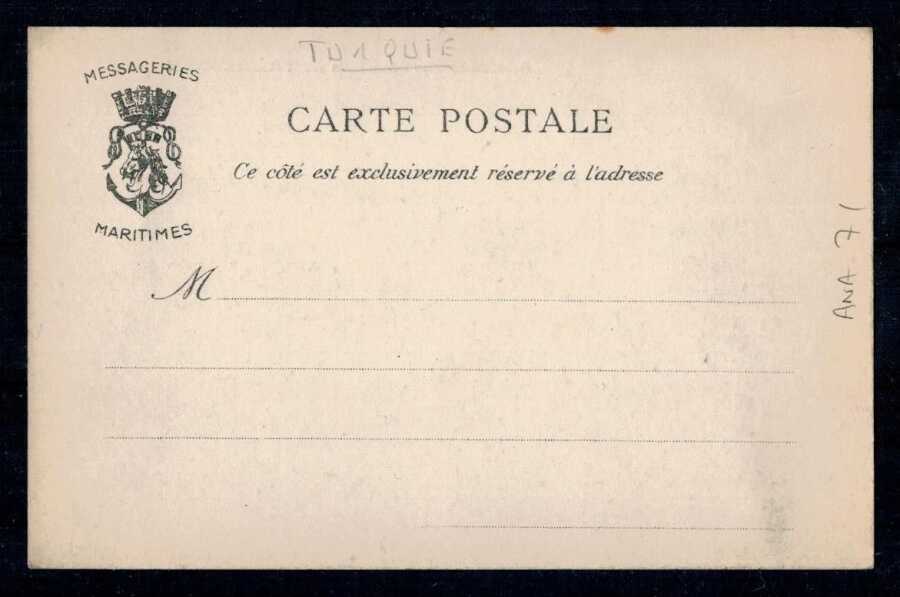 TURQUIE
MESSAGERIES
MARITIMES
CARTE POSTALE
Ce côté est exclusivement réservé à l'adresse
M
ANA 71